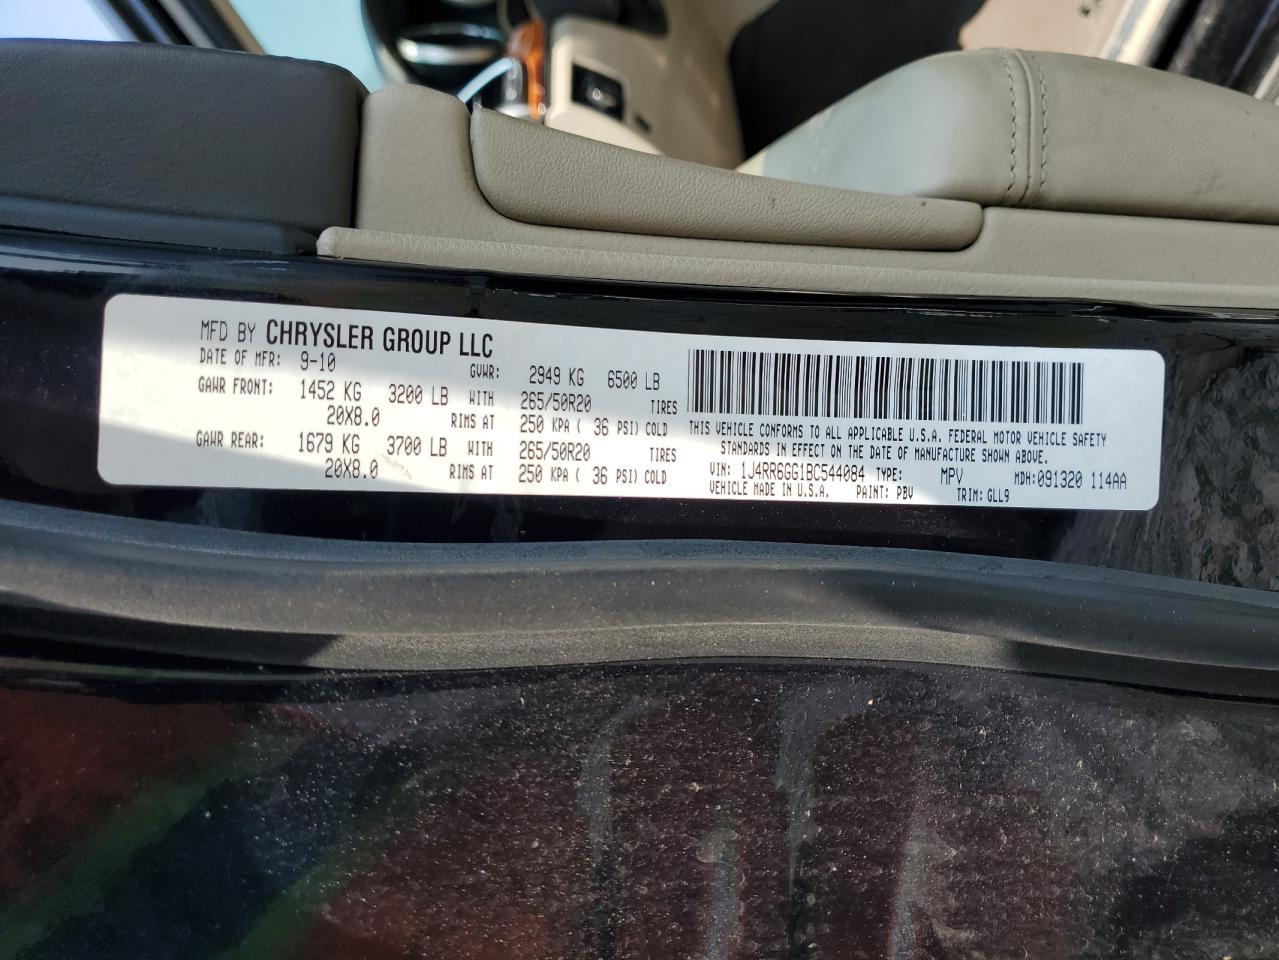 MFD BY CHRYSLER GROUP LLC
DATE OF MFR: 9-10 GVWR: 2949 KG 6500 LB
GAWR FRONT: 1452 KG 3200 LB WITH 265/50R20 TIRES
20X8.0 RIMS AT 250 KPA ( 36 PSI) COLD
GAWR REAR: 1679 KG 3700 LB WITH 265/50R20 TIRES
20X8.0 RIMS AT 250 KPA ( 36 PSI) COLD
THIS VEHICLE CONFORMS TO ALL APPLICABLE U.S.A. FEDERAL MOTOR VEHICLE SAFETY
STANDARDS IN EFFECT ON THE DATE OF MANUFACTURE SHOWN ABOVE.
VIN: 1J4RR6GG1BC544084 TYPE: MPV MDH:091320 114AA
VEHICLE MADE IN U.S.A. PAINT: PBV TRIM: GLL9